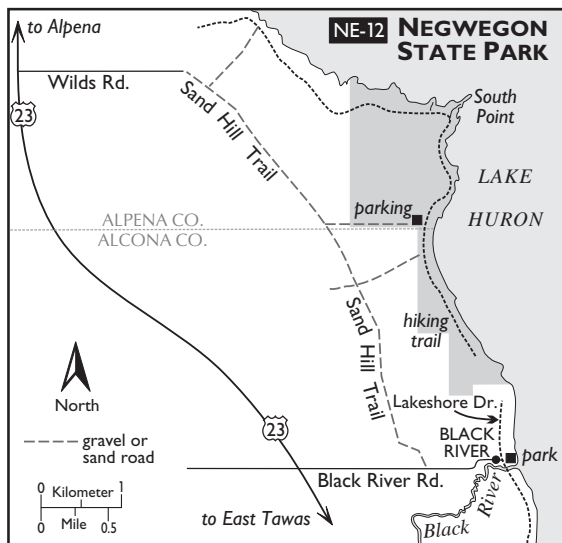 to Alpena
NE-12 NEGWEGON
STATE PARK
Wilds Rd.
23
Sand Hill Trail
South
Point
LAKE
HURON
parking
ALPENA CO.
ALCONA CO.
Sand Hill Trail
hiking
trail
North
Lakeshore Dr.
23
BLACK
RIVER
park
gravel or
sand road
Black River Rd.
0 Kilometer 1
0 Mile 0.5
to East Tawas
Black River